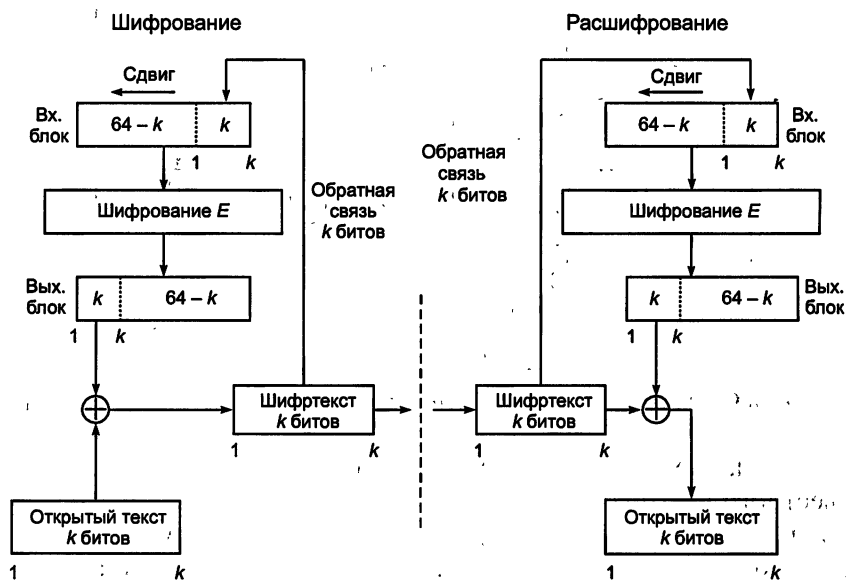 Шифрование
Сдвиг
Вх.
блок
64 – k
k
1
k
Шифрование E
Обратная
связь
k битов
Вых.
блок
k
64 – k
1
k
Шифртекст
k битов
1
k
Открытый текст
k битов
1
k
Расшифрование
Сдвиг
64 – k
k
Вх.
блок
1
k
Обратная
связь
k битов
Шифрование E
k
64 – k
Вых.
блок
1
k
Шифртекст
k битов
1
k
Открытый текст
k битов
1
k